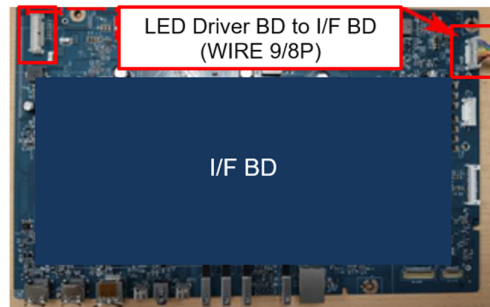 LED Driver BD to I/F BD
(WIRE 9/8P)
I/F BD